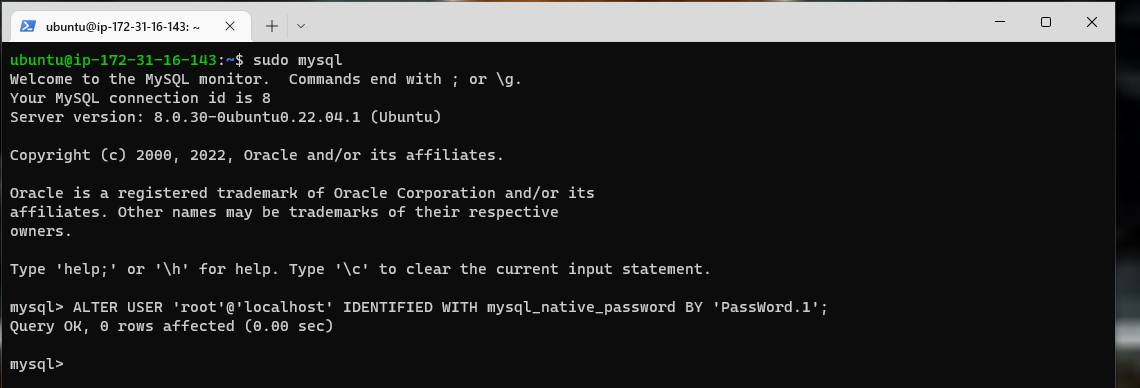 ubuntu@ip-172-31-16-143: ~
ubuntu@ip-172-31-16-143:~$ sudo mysql
Welcome to the MySQL monitor.  Commands end with ; or \g.
Your MySQL connection id is 8
Server version: 8.0.30-0ubuntu0.22.04.1 (Ubuntu)
Copyright (c) 2000, 2022, Oracle and/or its affiliates.
Oracle is a registered trademark of Oracle Corporation and/or its
affiliates. Other names may be trademarks of their respective
owners.
Type 'help;' or '\h' for help. Type '\c' to clear the current input statement.
mysql> ALTER USER 'root'@'localhost' IDENTIFIED WITH mysql_native_password BY 'PassWord.1';
Query OK, 0 rows affected (0.00 sec)
mysql>